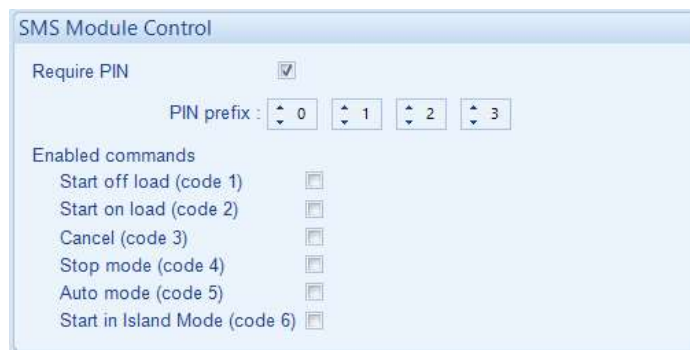 SMS Module Control
Require PIN
PIN prefix : 0 1 2 3
Enabled commands
Start off load (code 1)
Start on load (code 2)
Cancel (code 3)
Stop mode (code 4)
Auto mode (code 5)
Start in Island Mode (code 6)